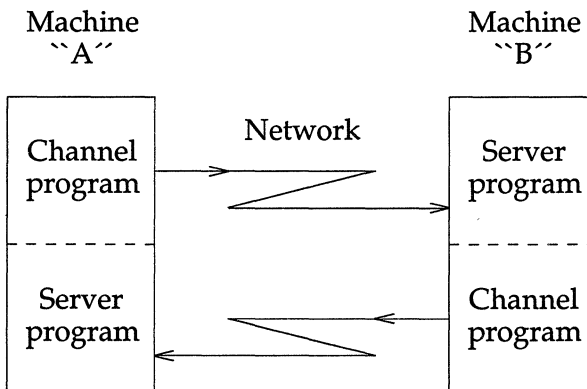 Machine
``A´´
Machine
``B´´
Network
Channel
program
Server
program
Server
program
Channel
program